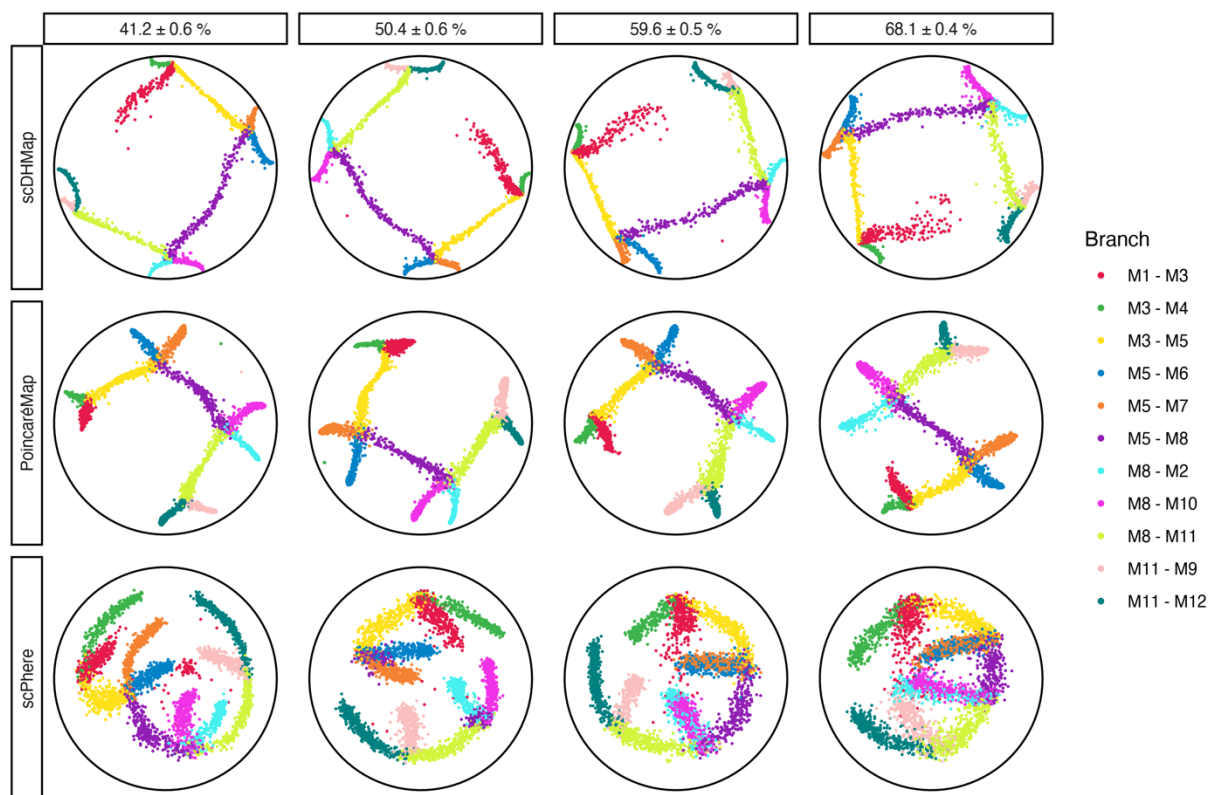 41.2 ± 0.6 %
50.4 ± 0.6 %
59.6 ± 0.5 %
68.1 ± 0.4 %
scDHMap
PoincaréMap
scPhere
Branch
M1 - M3
M3 - M4
M3 - M5
M5 - M6
M5 - M7
M5 - M8
M8 - M2
M8 - M10
M8 - M11
M11 - M9
M11 - M12